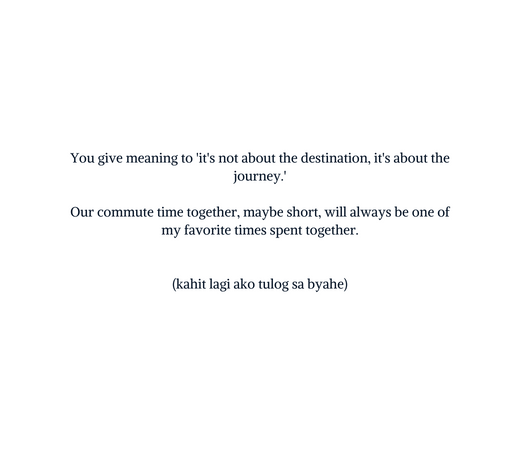 You give meaning to 'it's not about the destination, it's about the
journey.'
Our commute time together, maybe short, will always be one of
my favorite times spent together.
(kahit lagi ako tulog sa byahe)